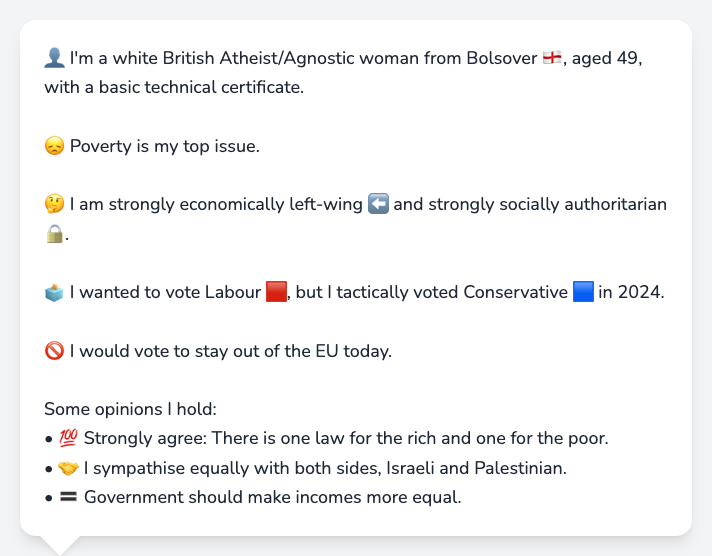 👤 I'm a white British Atheist/Agnostic woman from Bolsover 🏴󠁧󠁢󠁥󠁮󠁧󠁿, aged 49,
with a basic technical certificate.
😞 Poverty is my top issue.
🤔 I am strongly economically left-wing ⬅️ and strongly socially authoritarian
🔒.
🗳️ I wanted to vote Labour 🟥, but I tactically voted Conservative 🟦 in 2024.
🚫 I would vote to stay out of the EU today.
Some opinions I hold:
• 💯 Strongly agree: There is one law for the rich and one for the poor.
• 🤝 I sympathise equally with both sides, Israeli and Palestinian.
• 🟰 Government should make incomes more equal.